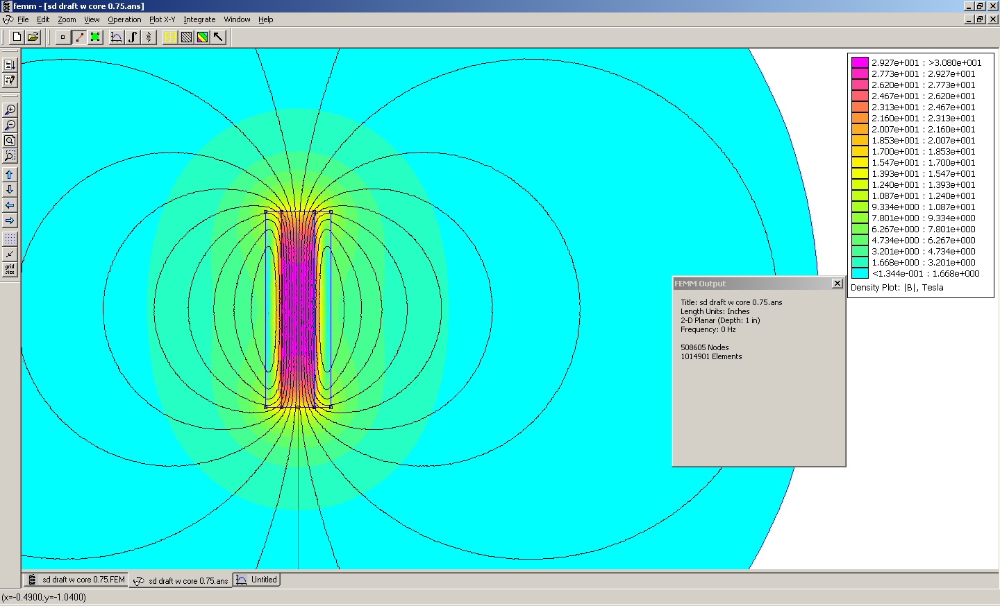 femm - [sd draft w core 0.75.ans]
File Edit Zoom View Operation Plot X-Y Integrate Window Help
2.927e+001 : >3.080e+001
2.773e+001 : 2.927e+001
2.620e+001 : 2.773e+001
2.467e+001 : 2.620e+001
2.313e+001 : 2.467e+001
2.160e+001 : 2.313e+001
2.007e+001 : 2.160e+001
1.853e+001 : 2.007e+001
1.700e+001 : 1.853e+001
1.547e+001 : 1.700e+001
1.393e+001 : 1.547e+001
1.240e+001 : 1.393e+001
1.087e+001 : 1.240e+001
9.334e+000 : 1.087e+001
7.801e+000 : 9.334e+000
6.267e+000 : 7.801e+000
4.734e+000 : 6.267e+000
3.201e+000 : 4.734e+000
1.668e+000 : 3.201e+000
<1.344e-001 : 1.668e+000
Density Plot: |B|, Tesla
grid
size
FEMM Output
Title: sd draft w core 0.75.ans
Length Units: Inches
2-D Planar (Depth: 1 in)
Frequency: 0 Hz
508605 Nodes
1014901 Elements
sd draft w core 0.75.FEM
sd draft w core 0.75.ans
Untitled
(x=-0.4900,y=-1.0400)